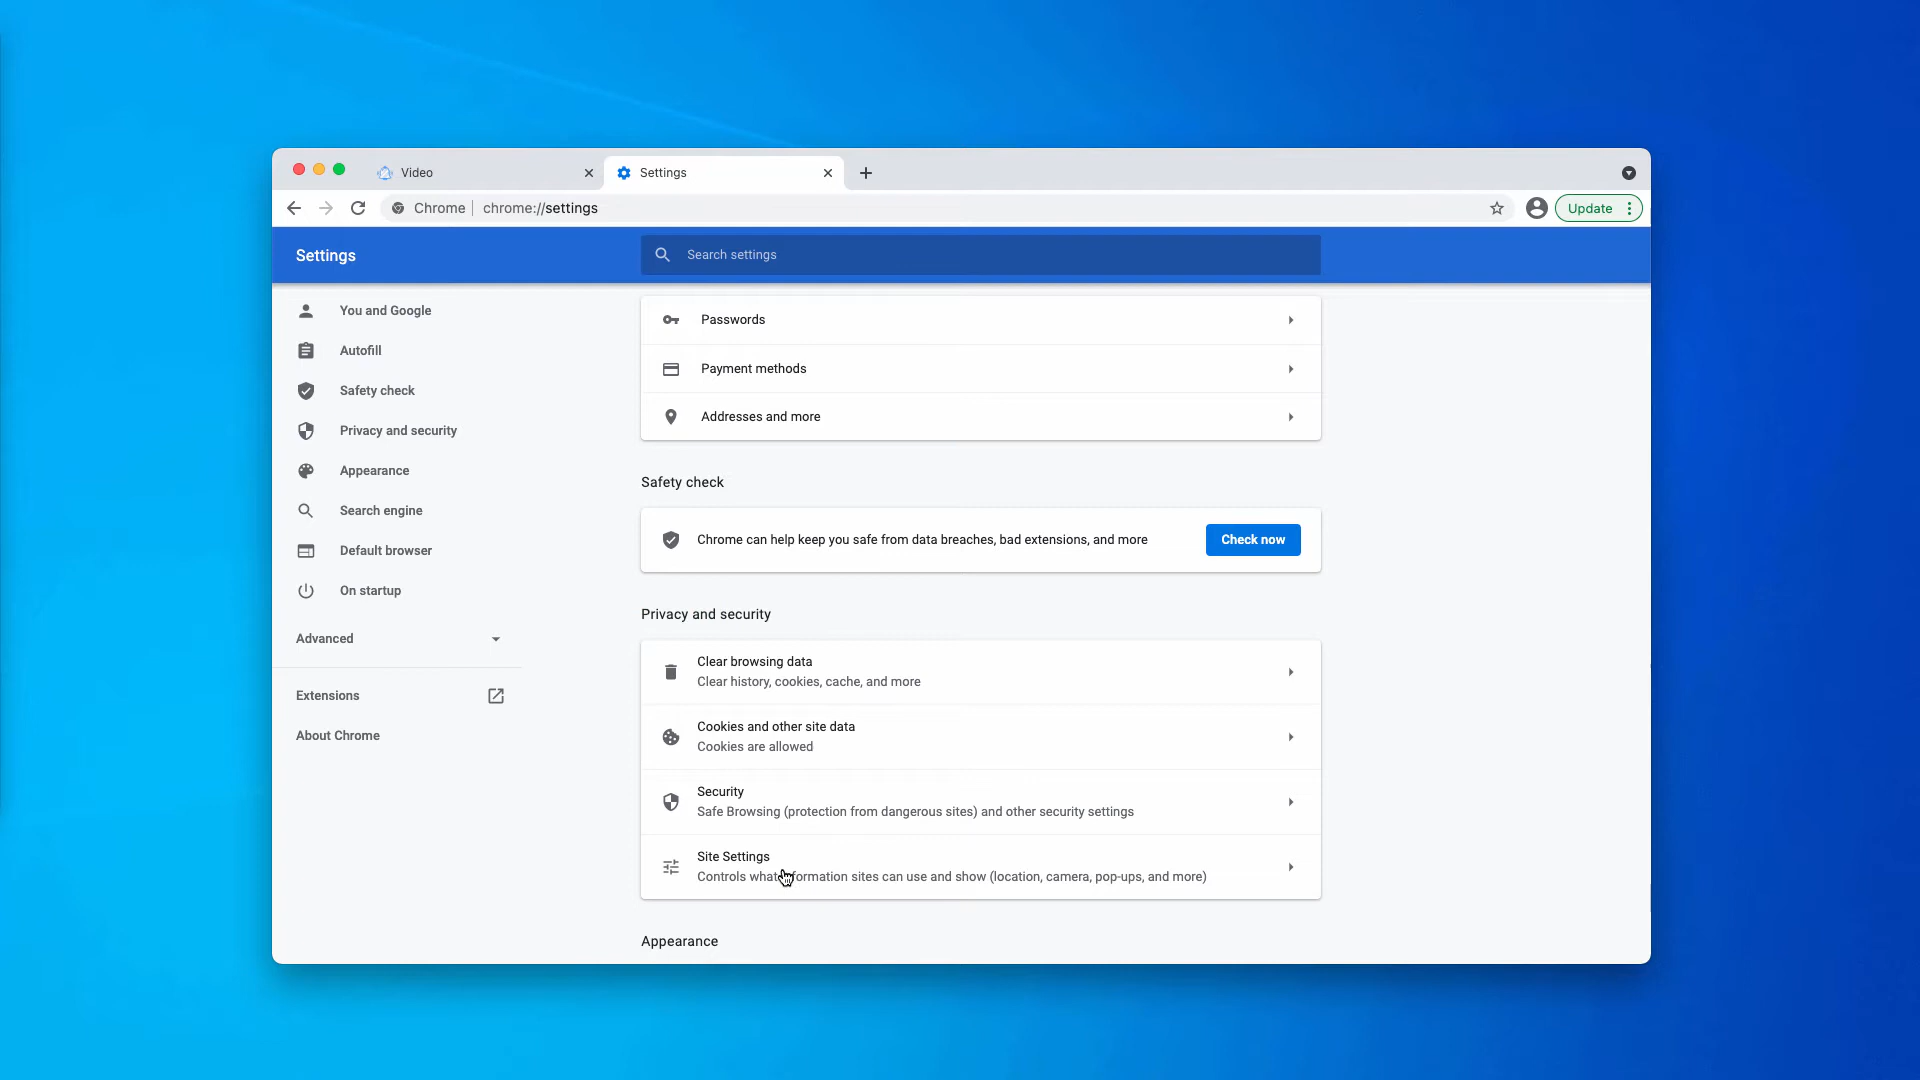 Video
Settings
Chrome
chrome://settings
Update
Settings
Search settings
You and Google
Autofill
Safety check
Privacy and security
Appearance
Search engine
Default browser
On startup
Advanced
Extensions
About Chrome
Passwords
Payment methods
Addresses and more
Safety check
Chrome can help keep you safe from data breaches, bad extensions, and more
Check now
Privacy and security
Clear browsing data
Clear history, cookies, cache, and more
Cookies and other site data
Cookies are allowed
Security
Safe Browsing (protection from dangerous sites) and other security settings
Site Settings
Controls what information sites can use and show (location, camera, pop-ups, and more)
Appearance